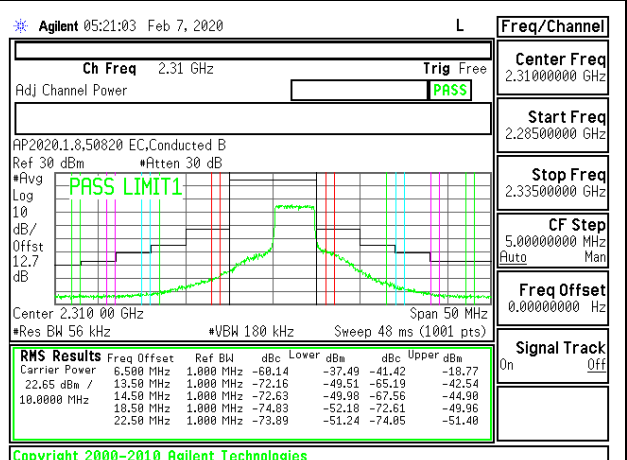 Agilent 05:21:03 Feb 7, 2020 L Freq/Channel
Ch Freq 2.31 GHz Trig Free
Adj Channel Power PASS
Center Freq
2.31000000 GHz
Start Freq
2.28500000 GHz
Stop Freq
2.33500000 GHz
CF Step
5.00000000 MHz
Auto Man
Freq Offset
0.00000000 Hz
Signal Track
On Off
AP2020.1.8,50820 EC,Conducted B
Ref 30 dBm #Atten 30 dB
#Avg
Log
10
dB/
Offst
12.7
dB
PASS LIMIT1
Center 2.310 00 GHz Span 50 MHz
#Res BW 56 kHz #VBW 180 kHz Sweep 48 ms (1001 pts)
RMS Results Freq Offset Ref BW dBc Lower dBm dBc Upper dBm
Carrier Power 6.500 MHz 1.000 MHz -60.14 -37.49 -41.42 -18.77
22.65 dBm / 13.50 MHz 1.000 MHz -72.16 -49.51 -65.19 -42.54
10.0000 MHz 14.50 MHz 1.000 MHz -72.63 -49.98 -67.56 -44.90
18.50 MHz 1.000 MHz -74.83 -52.18 -72.61 -49.96
22.50 MHz 1.000 MHz -73.89 -51.24 -74.05 -51.40
Copyright 2000-2010 Agilent Technologies